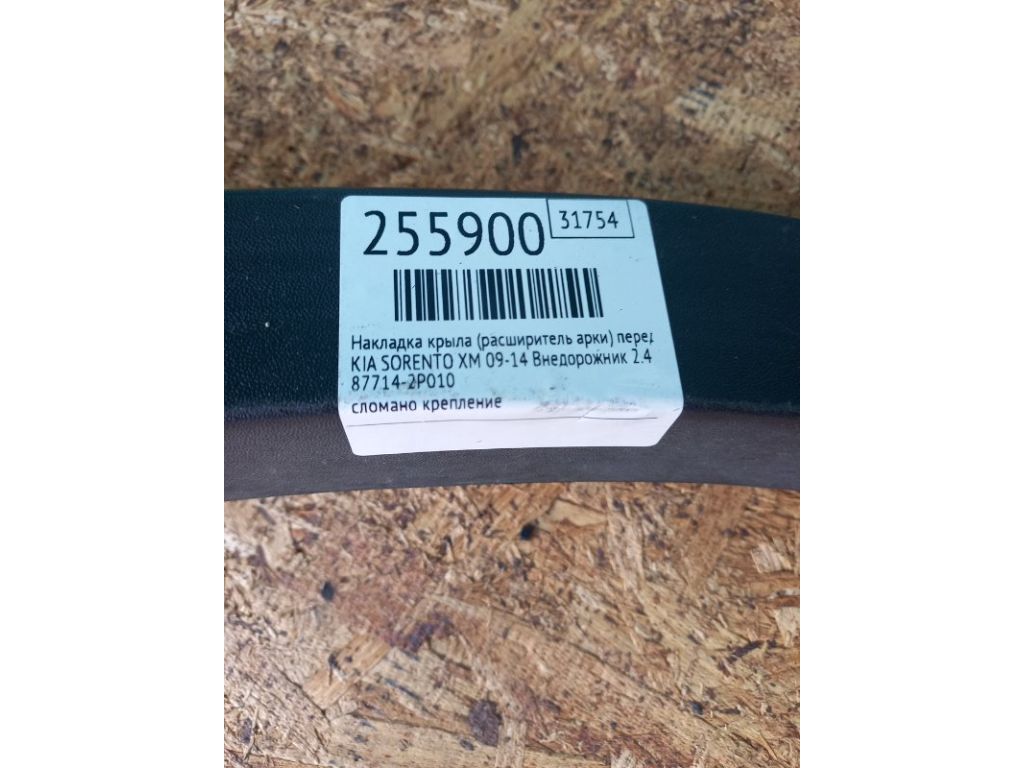 255900
31754
Накладка крыла (расширитель арки) перед
KIA SORENTO XM 09-14 Внедорожник 2.4
87714-2P010
сломано крепление